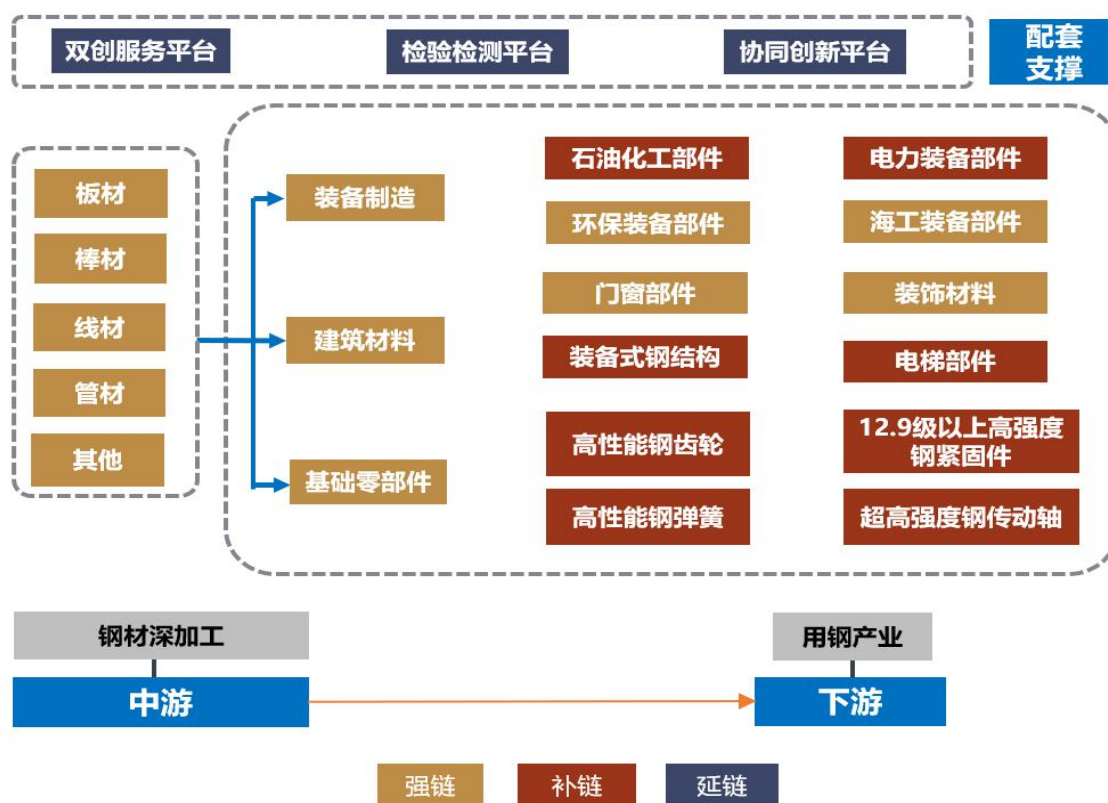 双创服务平台
检验检测平台
协同创新平台
配套
支撑
板材
棒材
线材
管材
其他
装备制造
建筑材料
基础零部件
石油化工部件
电力装备部件
环保装备部件
海工装备部件
门窗部件
装饰材料
装备式钢结构
电梯部件
高性能钢齿轮
12.9级以上高强度
钢紧固件
高性能钢弹簧
超高强度钢传动轴
钢材深加工
用钢产业
中游
下游
强链
补链
延链